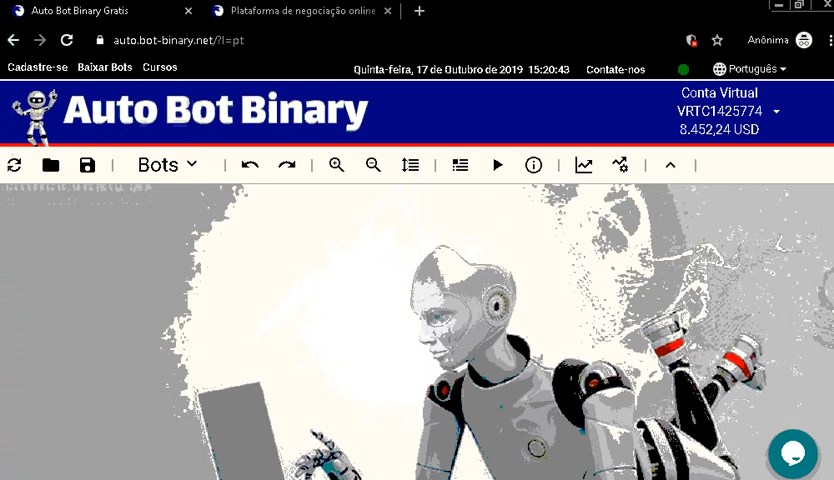 Auto Bot Binary Gratis
Plataforma de negociação online
auto.bot-binary.net/?l=pt
Anônima
Cadastre-se Baixar Bots Cursos
Quinta-feira, 17 de Outubro de 2019 15:20:43 Contate-nos
Português
Auto Bot Binary
Conta Virtual
VRTC1425774
8.452,24 USD
Bots